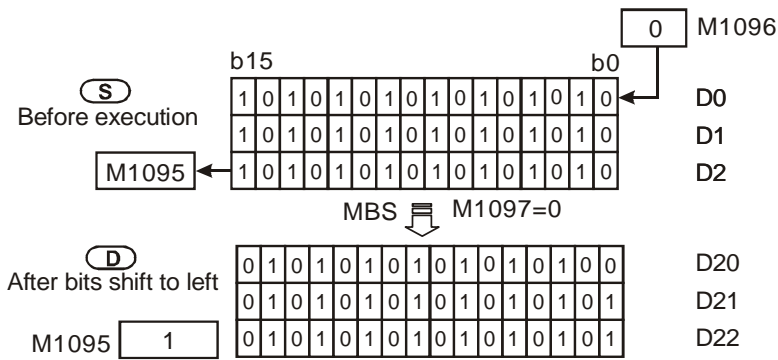 0 M1096
b15 b0
S
Before execution
1 0 1 0 1 0 1 0 1 0 1 0 1 0 1 0 D0
1 0 1 0 1 0 1 0 1 0 1 0 1 0 1 0 D1
M1095 1 0 1 0 1 0 1 0 1 0 1 0 1 0 1 0 D2
MBS M1097=0
D
After bits shift to left
0 1 0 1 0 1 0 1 0 1 0 1 0 1 0 0 D20
0 1 0 1 0 1 0 1 0 1 0 1 0 1 0 1 D21
M1095 1 0 1 0 1 0 1 0 1 0 1 0 1 0 1 0 1 D22